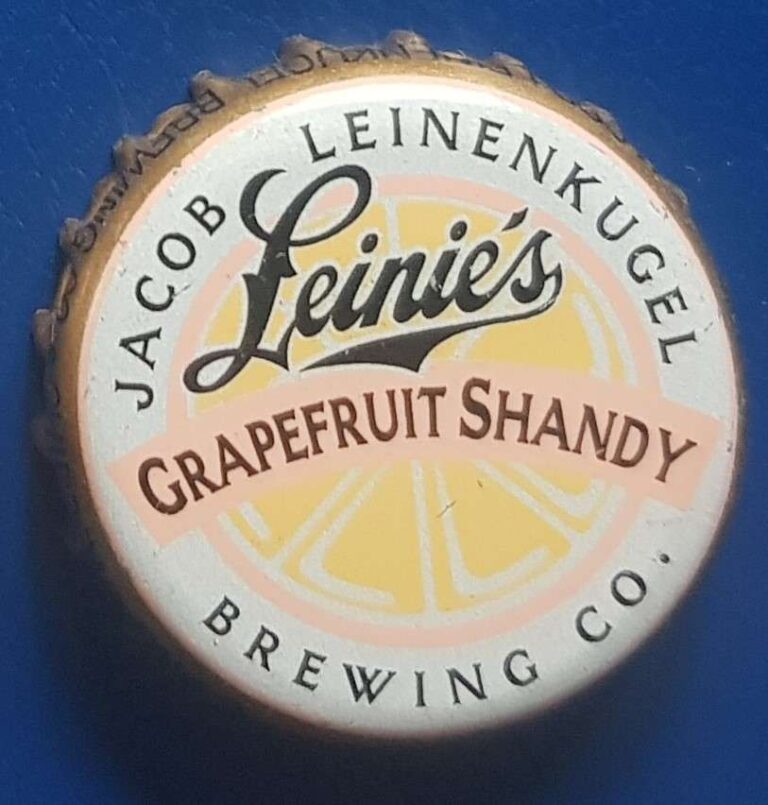 JACOB LEINENKUGEL
Leinie's
GRAPEFRUIT SHANDY
BREWING CO.